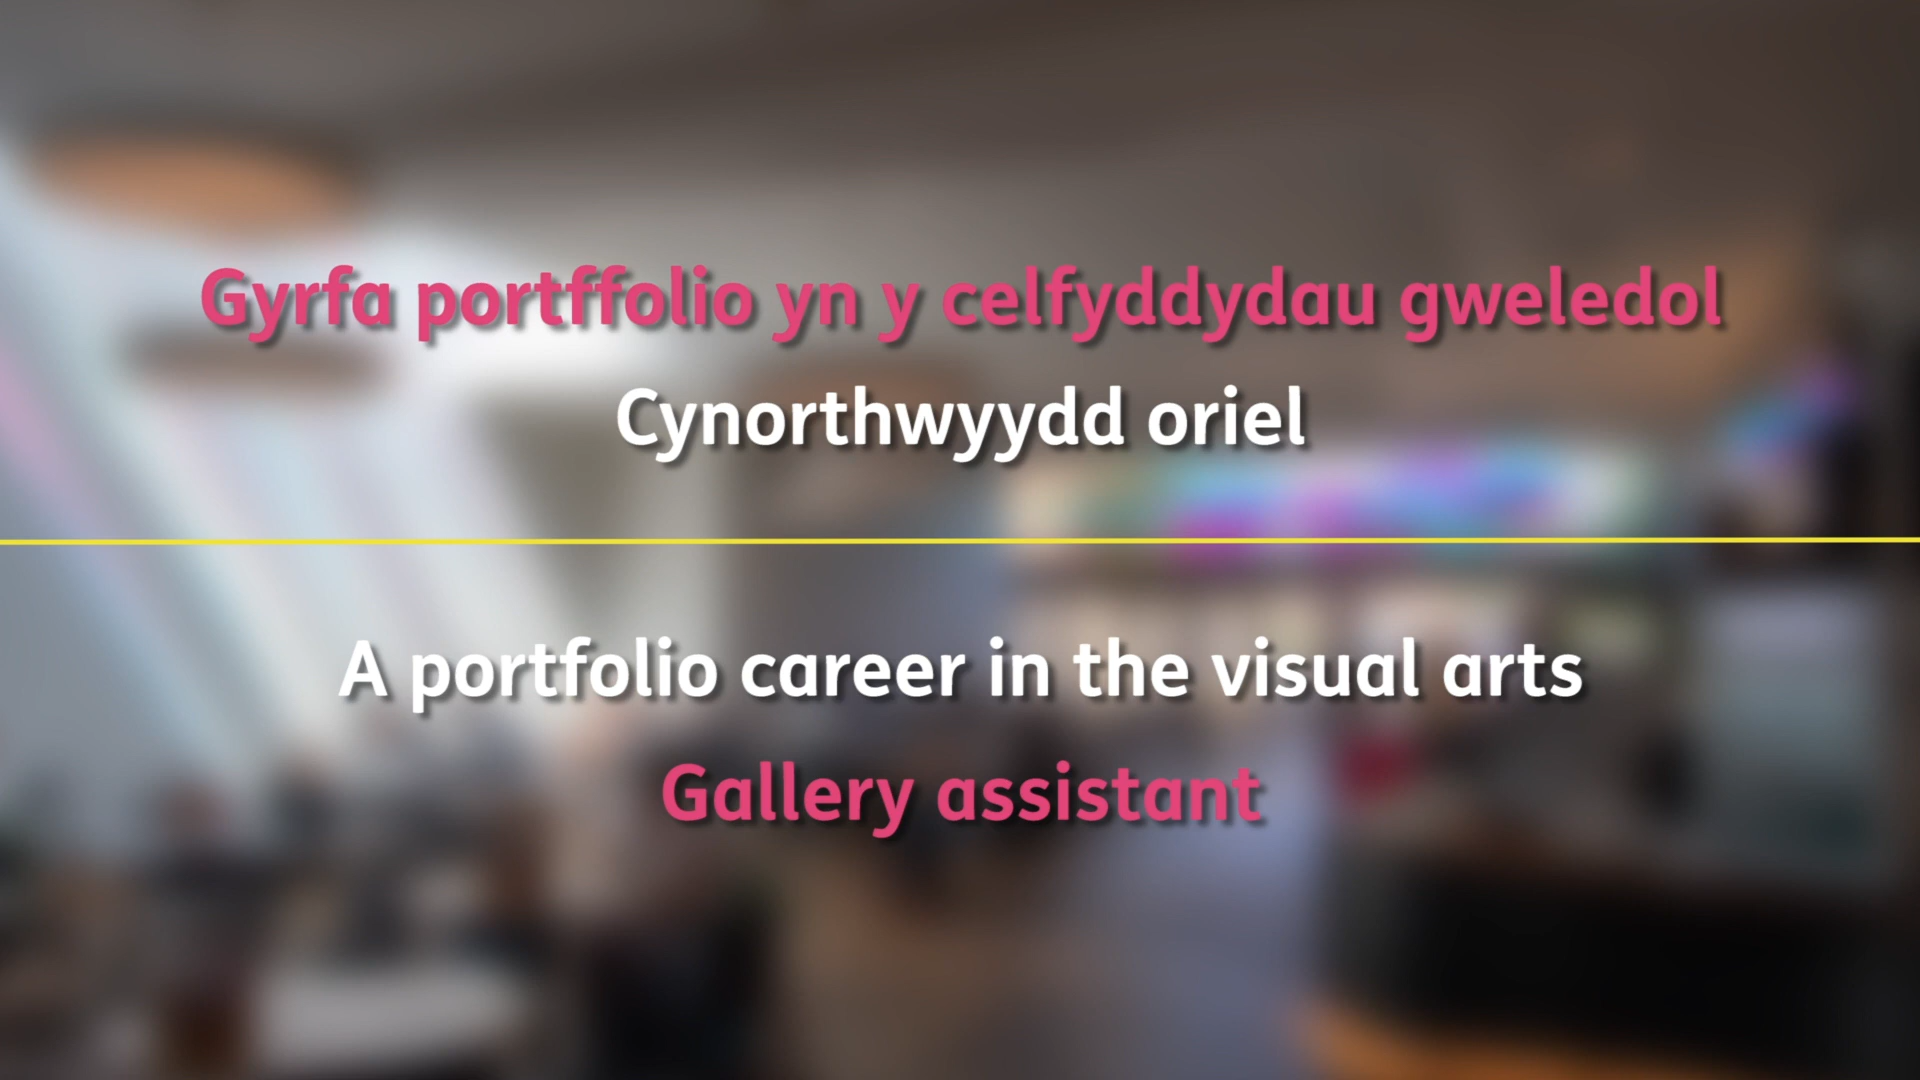 Gyrfa portffolio yn y celfyddydau gweledol
Cynorthwyydd oriel
A portfolio career in the visual arts
Gallery assistant